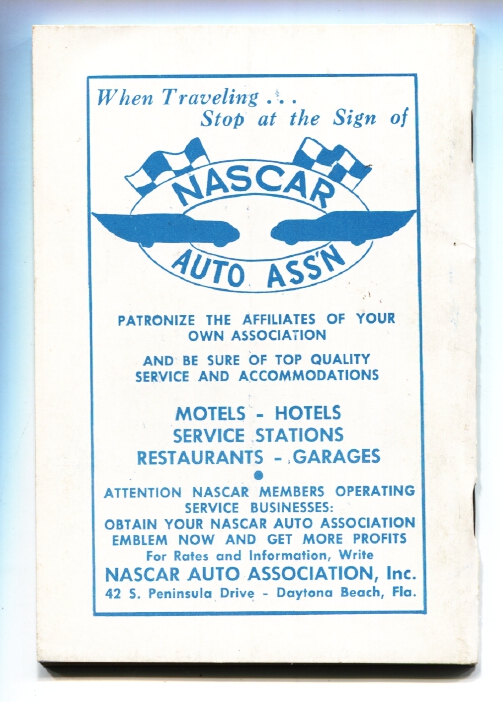 When Traveling . . .
Stop at the Sign of
NASCAR
AUTO ASS'N
PATRONIZE THE AFFILIATES OF YOUR
OWN ASSOCIATION
AND BE SURE OF TOP QUALITY
SERVICE AND ACCOMMODATIONS
MOTELS - HOTELS
SERVICE STATIONS
RESTAURANTS - GARAGES
ATTENTION NASCAR MEMBERS OPERATING
SERVICE BUSINESSES:
OBTAIN YOUR NASCAR AUTO ASSOCIATION
EMBLEM NOW AND GET MORE PROFITS
For Rates and Information, Write
NASCAR AUTO ASSOCIATION, Inc.
42 S. Peninsula Drive - Daytona Beach, Fla.